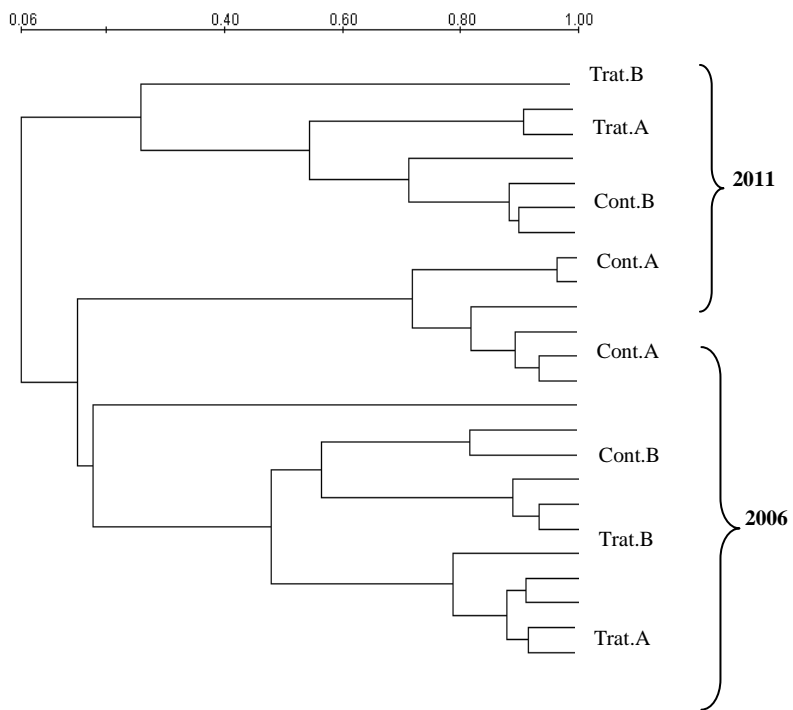 0.06 0.40 0.60 0.80 1.00
Trat.B
Trat.A
2011
Cont.B
Cont.A
Cont.A
Cont.B
2006
Trat.B
Trat.A